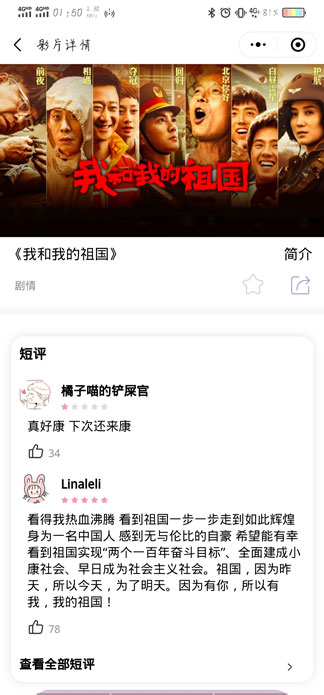 4G HD 4G HD 01:50 81%
影片详情
前夜 相遇 夺冠 回归 北京你好 白昼流星 护航
我和我的祖国
《我和我的祖国》 简介
剧情
短评
橘子喵的铲屎官
真好康 下次还来康
34
Linaleli
看得我热血沸腾 看到祖国一步一步走到如此辉煌
身为一名中国人 感到无与伦比的自豪 希望能有幸
看到祖国实现“两个一百年奋斗目标”、全面建成小
康社会、早日成为社会主义社会。祖国，因为昨
天，所以今天，为了明天。因为有你，所以有
我，我的祖国！
78
查看全部短评